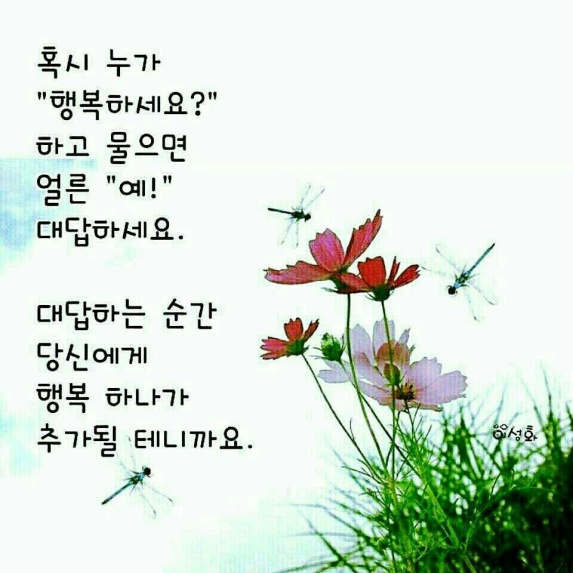 혹시 누가
"행복하세요?"
하고 물으면
얼른 "예!"
대답하세요.
대답하는 순간
당신에게
행복 하나가
추가될 테니까요.